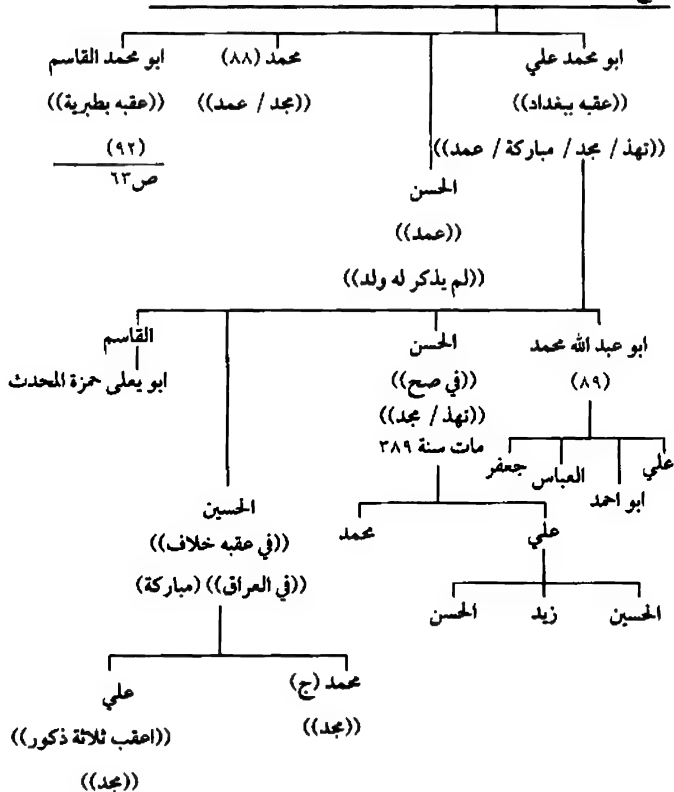 ابو محمد علي
((عقبه ببغداد))
((تهذ / مجد / مباركة / عمد))
الحسن
((عمد))
((لم يذكر له ولد))
محمد (٨٨)
((مجد / عمد))
ابو محمد القاسم
((عقبه بطبرية))
(٩٢)
ص٦٣
ابو عبد الله محمد
(٨٩)
علي
ابو احمد
العباس
جعفر
الحسن
((في صح))
((تهذ / مجد))
مات سنة ٣٨٩
علي
محمد
الحسين
زيد
الحسن
الحسين
((في عقبه خلاف))
((في العراق)) (مباركة)
محمد (ج)
((مجد))
علي
((اعقب ثلاثة ذكور))
((مجد))
القاسم
ابو يعلى حمزة المحدث